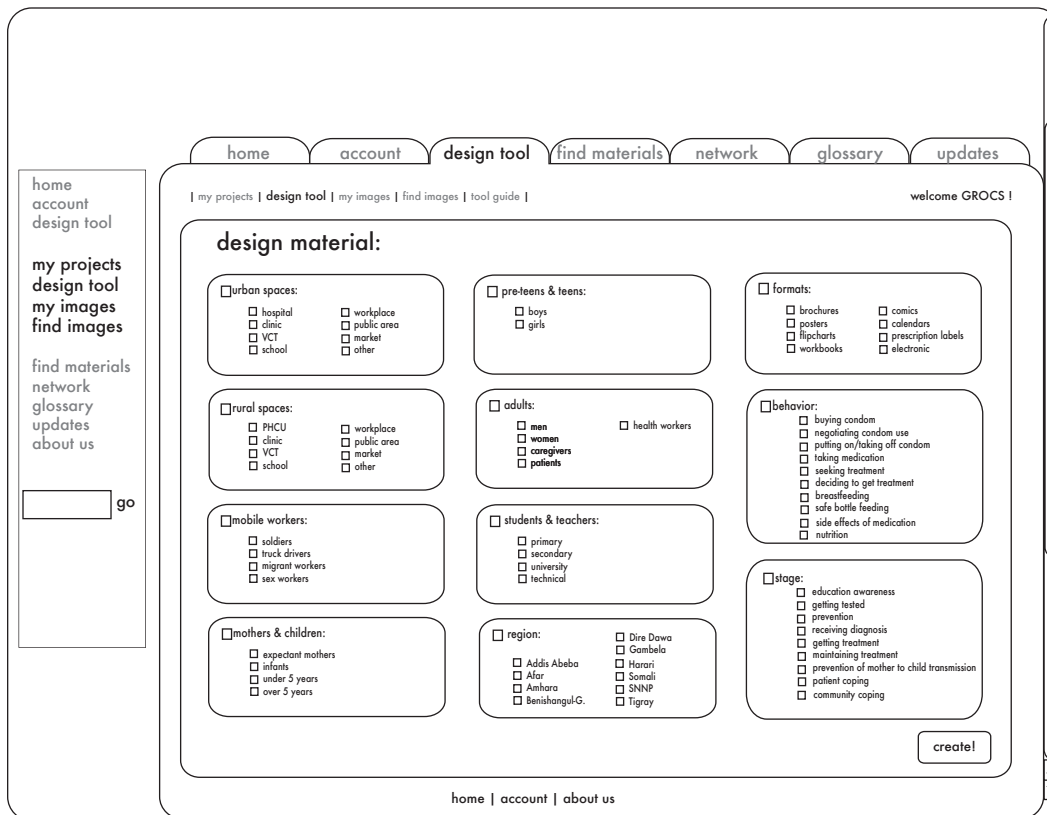 home account design tool find materials network glossary updates
home
account
design tool
my projects
design tool
my images
find images
find materials
network
glossary
updates
about us
go
| my projects | design tool | my images | find images | tool guide |
welcome GROCS !
design material:
urban spaces:
hospital
clinic
VCT
school
workplace
public area
market
other
rural spaces:
PHCU
clinic
VCT
school
workplace
public area
market
other
mobile workers:
soldiers
truck drivers
migrant workers
sex workers
mothers & children:
expectant mothers
infants
under 5 years
over 5 years
pre-teens & teens:
boys
girls
adults:
men
women
caregivers
patients
health workers
students & teachers:
primary
secondary
university
technical
region:
Addis Abeba
Afar
Amhara
Benishangul-G.
Dire Dawa
Gambela
Harari
Somali
SNNP
Tigray
formats:
brochures
posters
flipcharts
workbooks
comics
calendars
prescription labels
electronic
behavior:
buying condom
negotiating condom use
putting on/taking off condom
taking medication
seeking treatment
deciding to get treatment
breastfeeding
safe bottle feeding
side effects of medication
nutrition
stage:
education awareness
getting tested
prevention
receiving diagnosis
getting treatment
maintaining treatment
prevention of mother to child transmission
patient coping
community coping
create!
home | account | about us